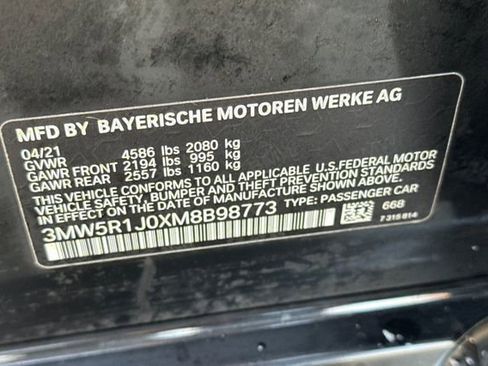 MFD BY BAYERISCHE MOTOREN WERKE AG
04/21
GVWR 4586 lbs 2080 kg
GAWR FRONT 2194 lbs 995 kg
GAWR REAR 2557 lbs 1160 kg
THIS VEHICLE CONFORMS TO ALL APPLICABLE U.S.FEDERAL MOTOR
VEHICLE SAFETY, BUMPER AND THEFT PREVENTION STANDARDS
IN EFFECT ON THE DATE OF MANUFACTURE SHOWN ABOVE.
3MW5R1J0XM8B98773 TYPE: PASSENGER CAR
668
7 315 814